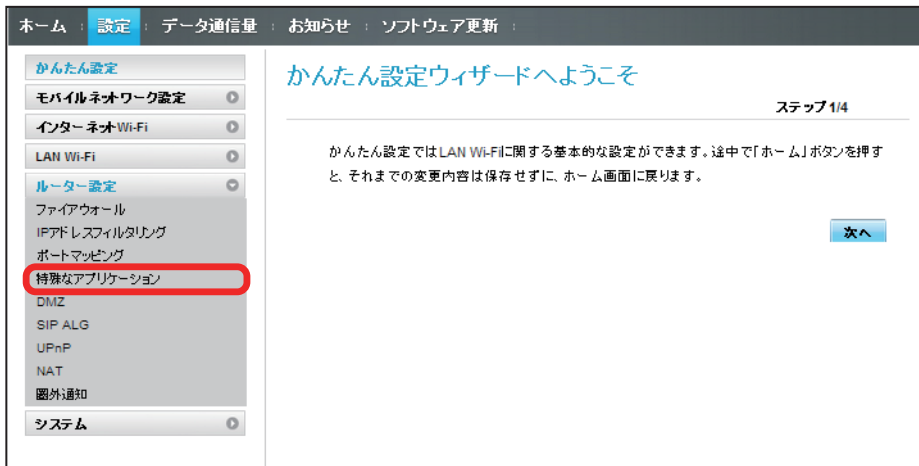 ホーム 設定 データ通信量 お知らせ ソフトウェア更新
かんたん設定
モバイルネットワーク設定
インターネットWi-Fi
LAN Wi-Fi
ルーター設定
ファイアウォール
IPアドレスフィルタリング
ポートマッピング
特殊なアプリケーション
DMZ
SIP ALG
UPnP
NAT
圏外通知
システム
かんたん設定ウィザードへようこそ
ステップ1/4
かんたん設定ではLAN Wi-Fiに関する基本的な設定ができます。途中で「ホーム」ボタンを押す
と、それまでの変更内容は保存せずに、ホーム画面に戻ります。
次へ